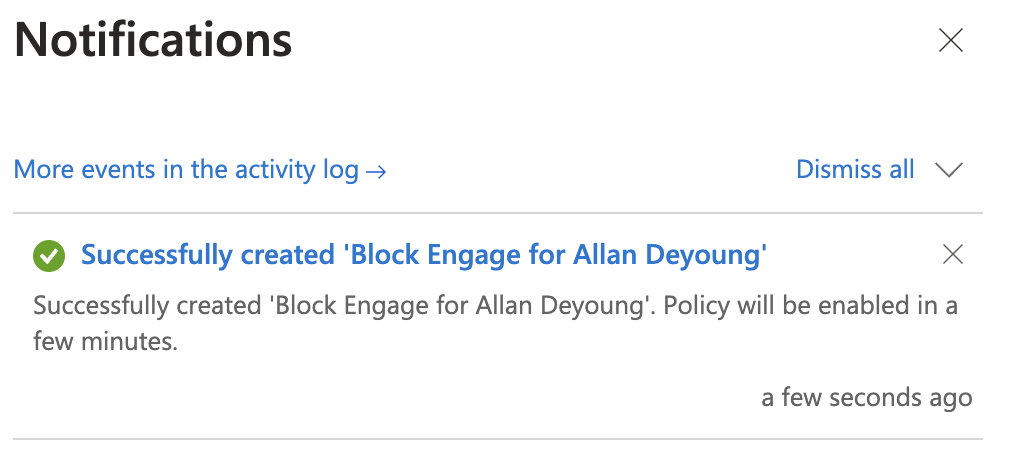 Notifications
More events in the activity log →
Dismiss all
Successfully created 'Block Engage for Allan Deyoung'
Successfully created 'Block Engage for Allan Deyoung'. Policy will be enabled in a
few minutes.
a few seconds ago